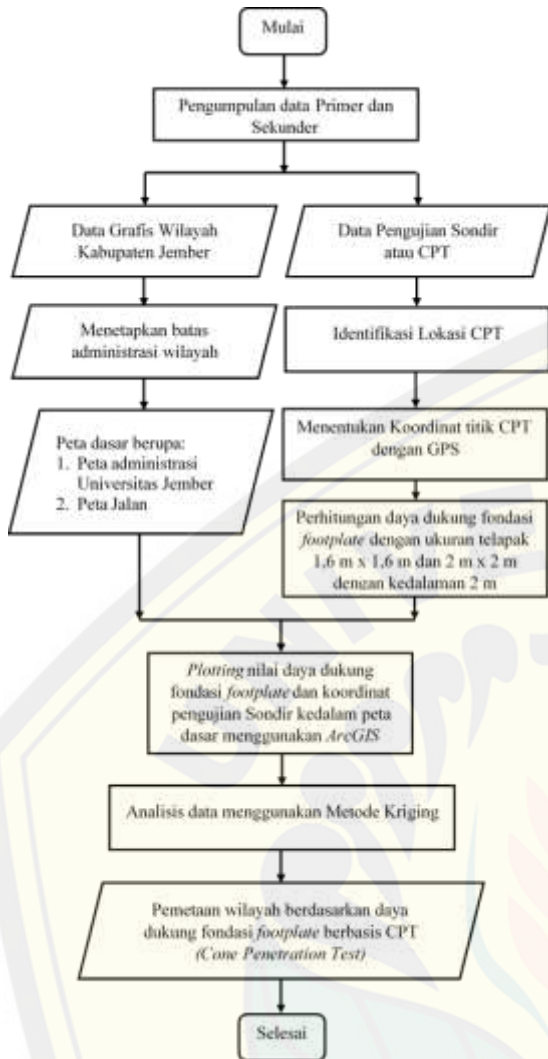 Mulai
Pengumpulan data Primer dan
Sekunder
Data Grafis Wilayah
Kabupaten Jember
Data Pengujian Sondir
atau CPT
Menetapkan batas
administrasi wilayah
Identifikasi Lokasi CPT
Peta dasar berupa:
1. Peta administrasi
Universitas Jember
2. Peta Jalan
Menentukan Koordinat titik CPT
dengan GPS
Perhitungan daya dukung fondasi
footplate dengan ukuran telapak
1,6 m x 1,6 m dan 2 m x 2 m
dengan kedalaman 2 m
Plotting nilai daya dukung
fondasi footplate dan koordinat
pengujian Sondir kedalam peta
dasar menggunakan ArcGIS
Analisis data menggunakan Metode Kriging
Pemetaan wilayah berdasarkan daya
dukung fondasi footplate berbasis CPT
(Cone Penetration Test)
Selesai